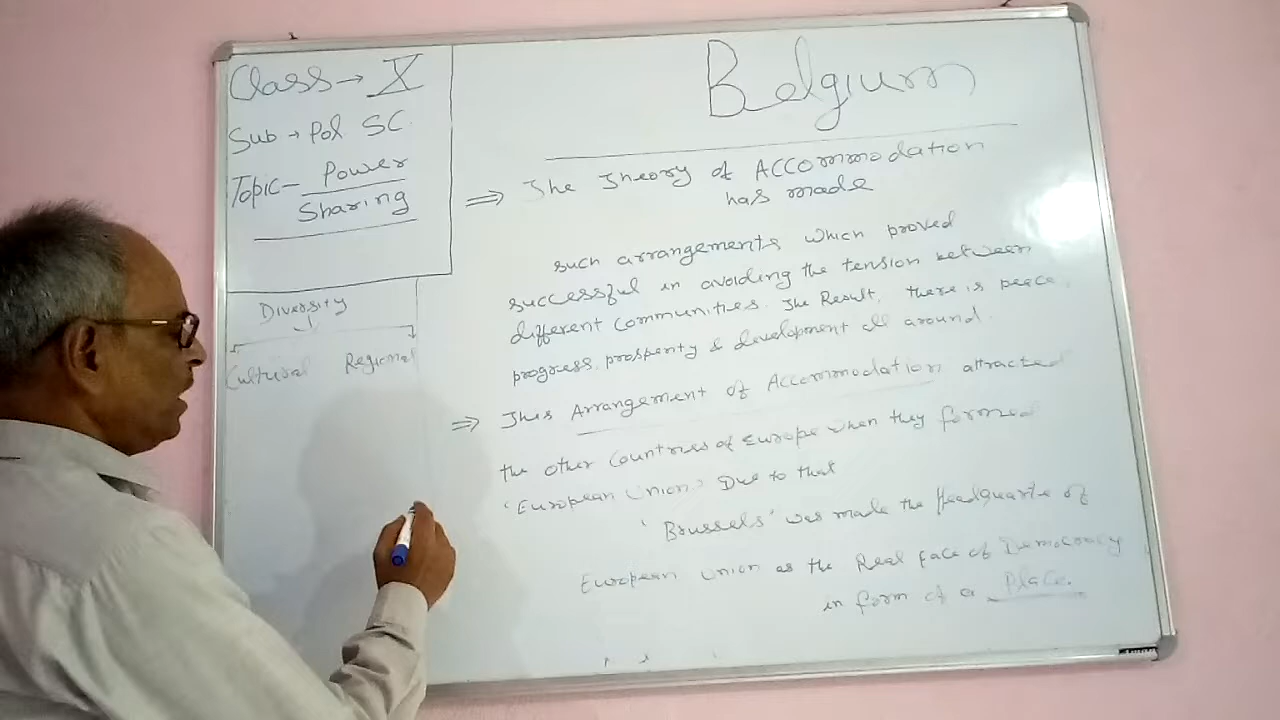 Class → X
Sub → Pol SC.
Topic - Power
Sharing
Diversity
Cultural Regional
Belgium
⇒ The Theory of Accommodation
has made
such arrangements which proved
successful in avoiding the tension between
different communities. The Result, there is peace,
progress, prosperity & development all around.
⇒ This Arrangement of Accommodation attracted
the other countries of Europe when they formed
'European Union.' Due to that
'Brussels' was made the Headquarte of
European Union as the Real face of Democracy
in form of a Place.